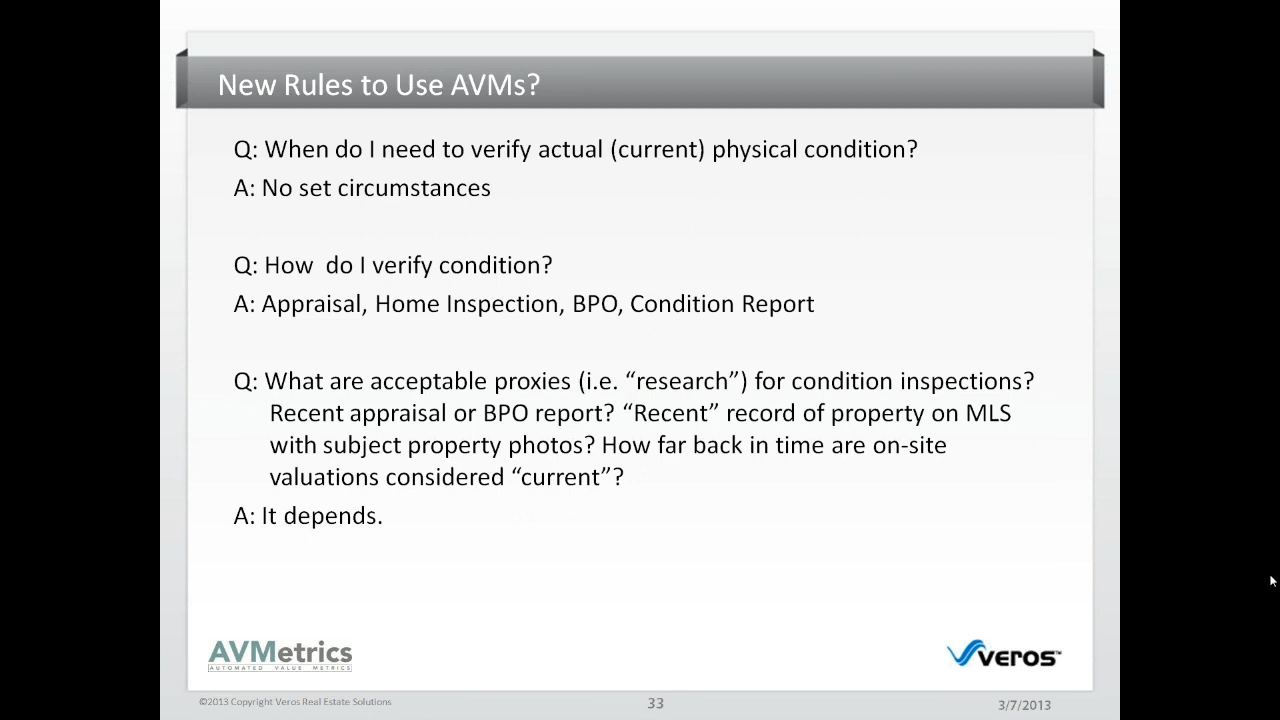 New Rules to Use AVMs?
Q: When do I need to verify actual (current) physical condition?
A: No set circumstances
Q: How  do I verify condition?
A: Appraisal, Home Inspection, BPO, Condition Report
Q: What are acceptable proxies (i.e. “research”) for condition inspections?
Recent appraisal or BPO report? “Recent” record of property on MLS
with subject property photos? How far back in time are on-site
valuations considered “current”?
A: It depends.
AVMetrics
AUTOMATED VALUE METRICS
VEROS™
©2013 Copyright Veros Real Estate Solutions
33
3/7/2013